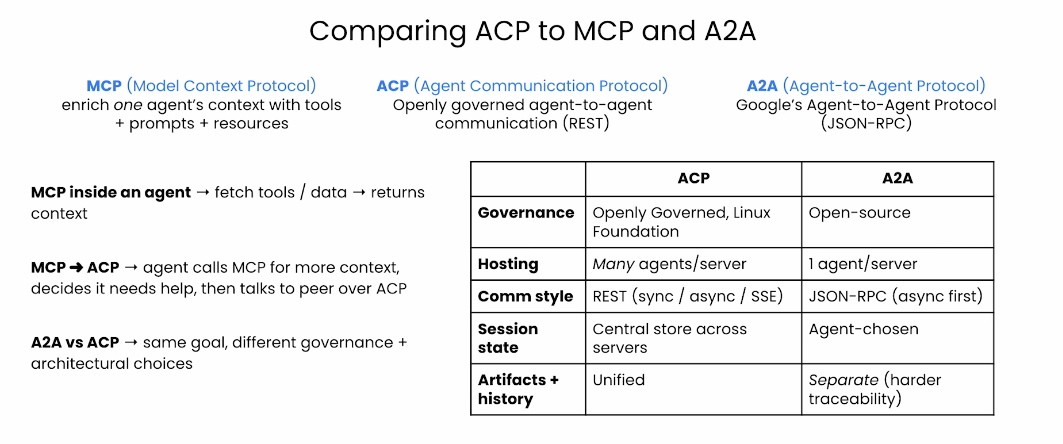 Comparing ACP to MCP and A2A
MCP (Model Context Protocol)
enrich one agent's context with tools
+ prompts + resources
ACP (Agent Communication Protocol)
Openly governed agent-to-agent
communication (REST)
A2A (Agent-to-Agent Protocol)
Google's Agent-to-Agent Protocol
(JSON-RPC)
MCP inside an agent → fetch tools / data → returns
context
MCP ➜ ACP → agent calls MCP for more context,
decides it needs help, then talks to peer over ACP
A2A vs ACP → same goal, different governance +
architectural choices
ACP A2A
Governance Openly Governed, Linux Open-source
Foundation
Hosting Many agents/server 1 agent/server
Comm style REST (sync / async / SSE) JSON-RPC (async first)
Session Central store across Agent-chosen
state servers
Artifacts + Unified Separate (harder
history traceability)